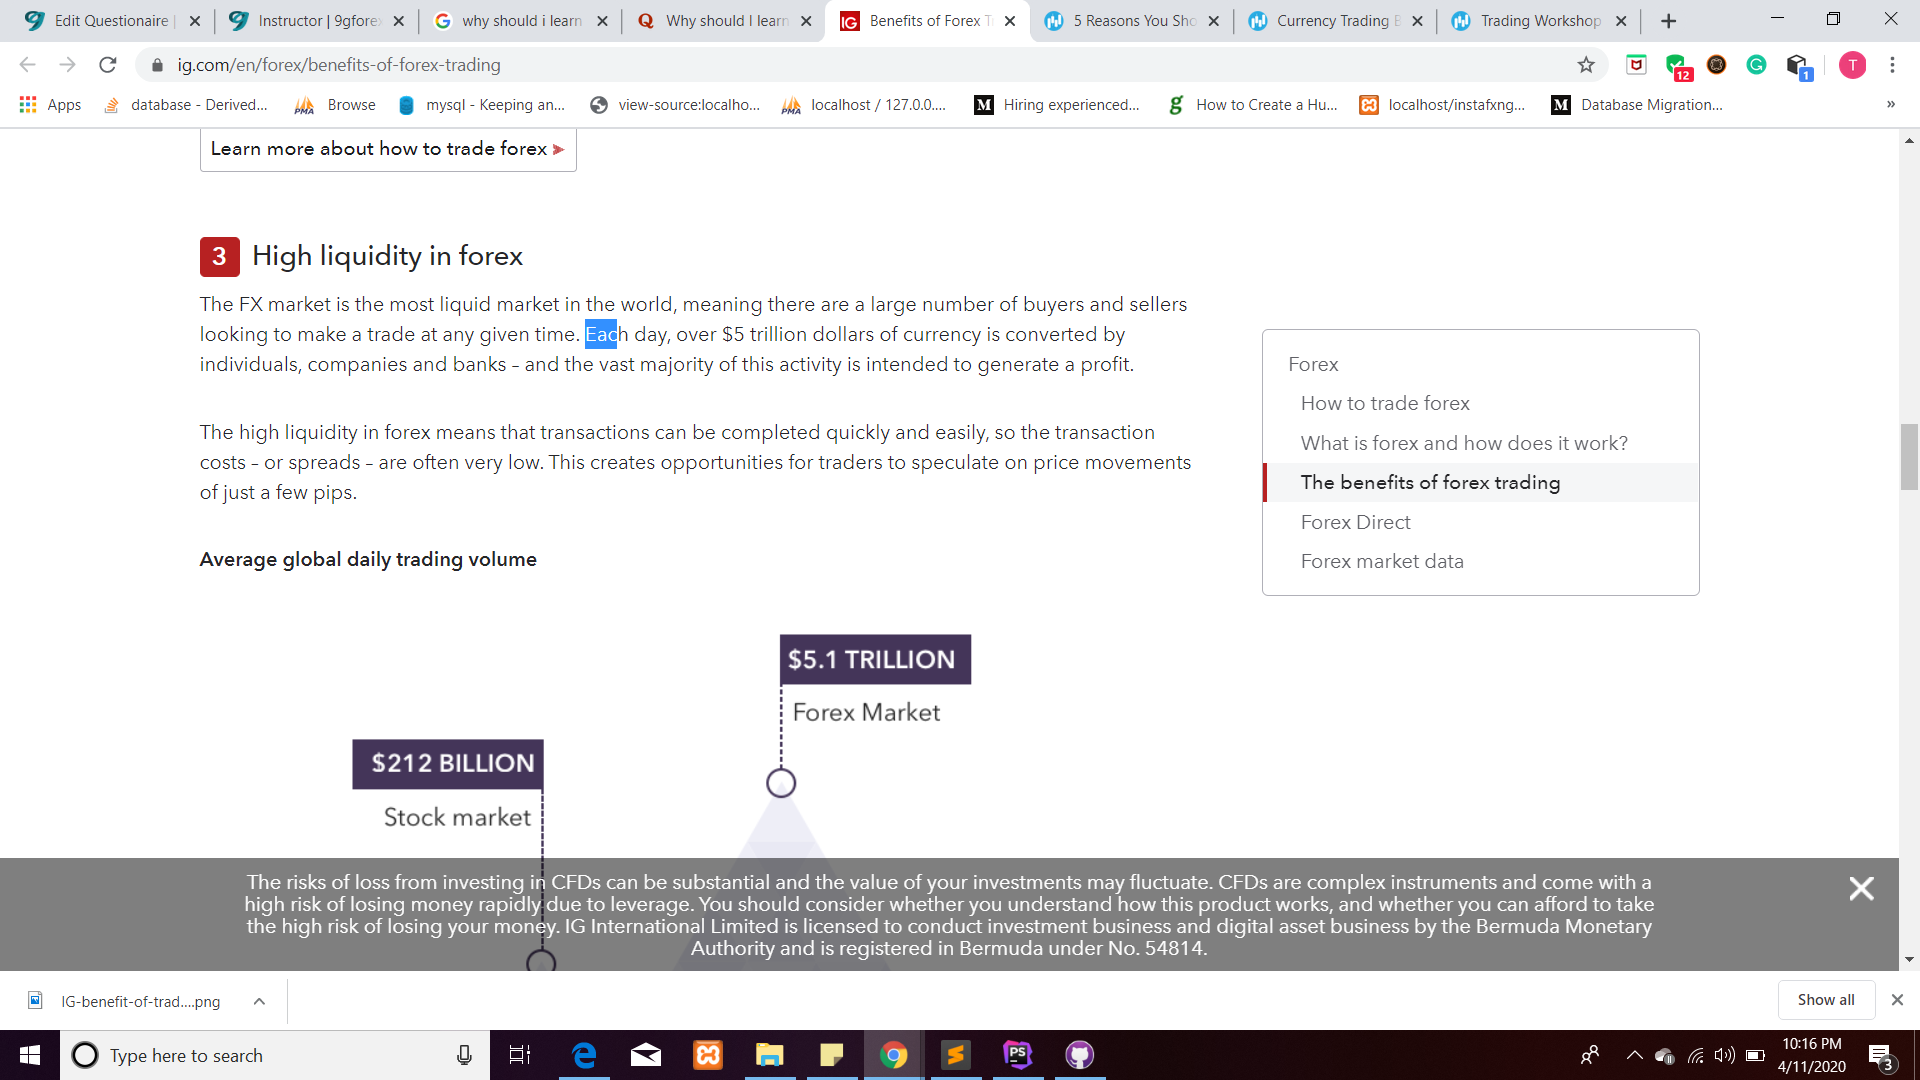 Edit Questionaire |
Instructor | 9gforex
why should i learn
Why should I learn
Benefits of Forex T
5 Reasons You Sho
Currency Trading B
Trading Workshop
ig.com/en/forex/benefits-of-forex-trading
12
1
T
Apps
database - Derived...
Browse
mysql - Keeping an...
view-source:localho...
localhost / 127.0.0....
Hiring experienced...
How to Create a Hu...
localhost/instafxng...
Database Migration...
»
Learn more about how to trade forex
3 High liquidity in forex
The FX market is the most liquid market in the world, meaning there are a large number of buyers and sellers
looking to make a trade at any given time. Each day, over $5 trillion dollars of currency is converted by
individuals, companies and banks – and the vast majority of this activity is intended to generate a profit.
The high liquidity in forex means that transactions can be completed quickly and easily, so the transaction
costs – or spreads – are often very low. This creates opportunities for traders to speculate on price movements
of just a few pips.
Average global daily trading volume
Forex
How to trade forex
What is forex and how does it work?
The benefits of forex trading
Forex Direct
Forex market data
$5.1 TRILLION
Forex Market
$212 BILLION
Stock market
The risks of loss from investing in CFDs can be substantial and the value of your investments may fluctuate. CFDs are complex instruments and come with a
high risk of losing money rapidly due to leverage. You should consider whether you understand how this product works, and whether you can afford to take
the high risk of losing your money. IG International Limited is licensed to conduct investment business and digital asset business by the Bermuda Monetary
Authority and is registered in Bermuda under No. 54814.
IG-benefit-of-trad....png
Show all
Type here to search
10:16 PM
4/11/2020
3